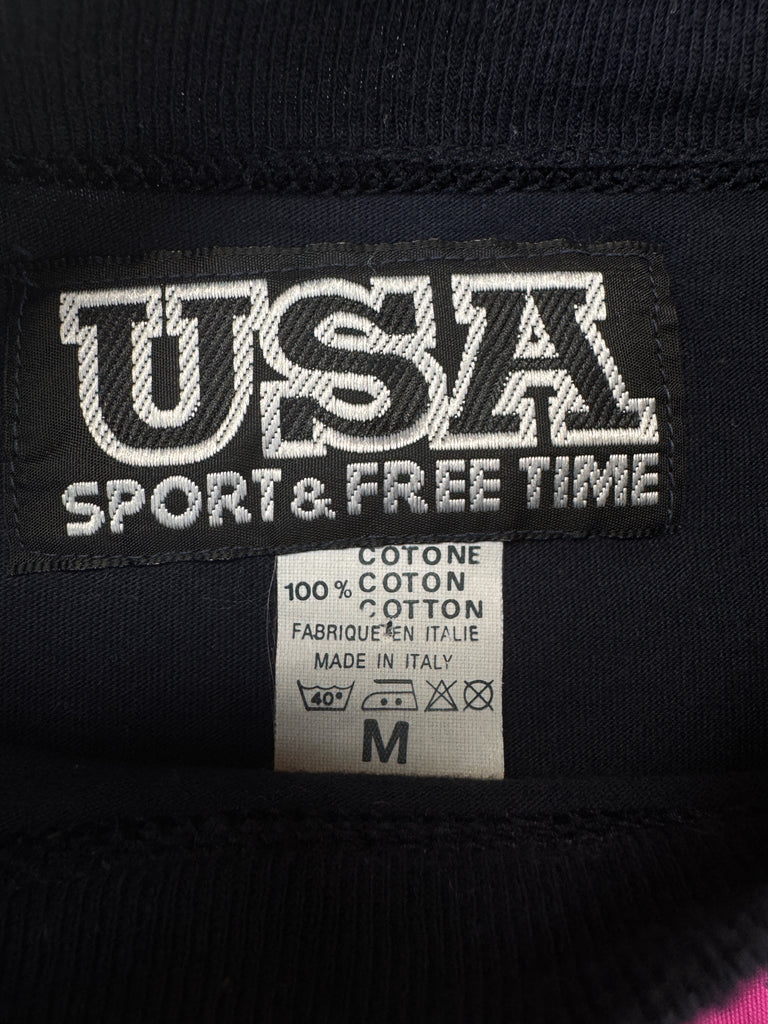 USA
SPORT & FREE TIME
COTONE
100 % COTON
COTTON
FABRIQUE EN ITALIE
MADE IN ITALY
40°
M